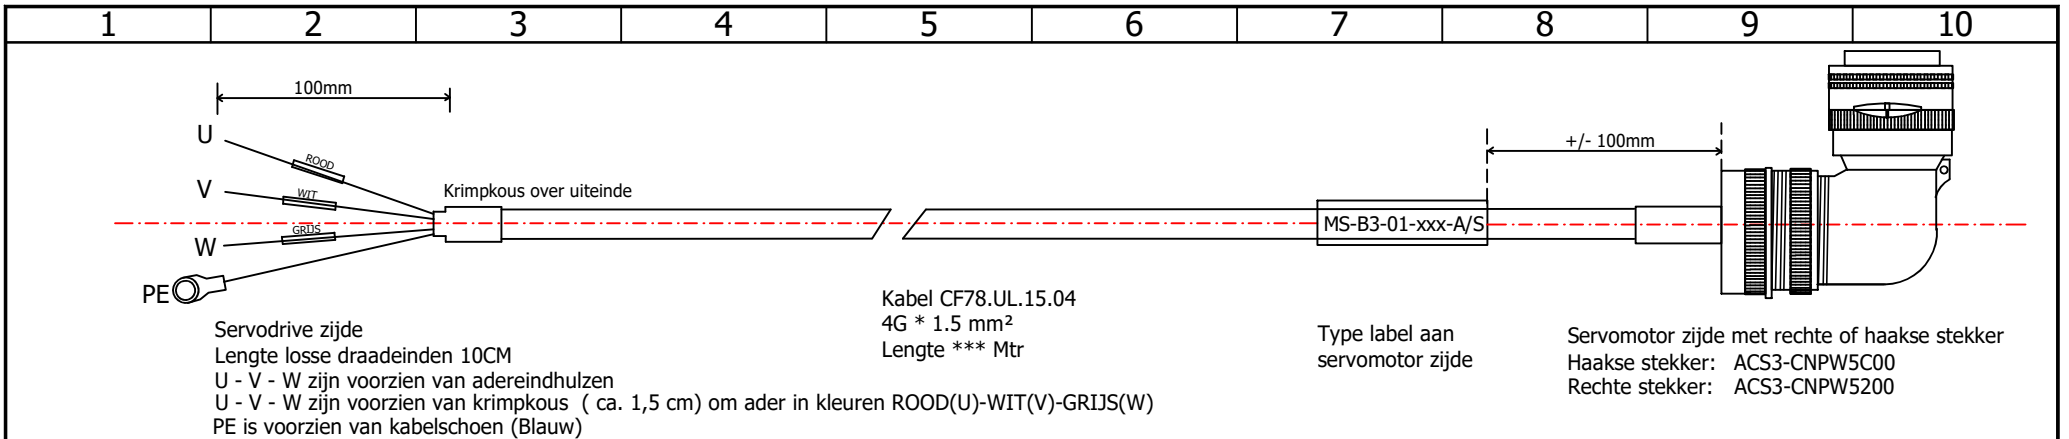 1 2 3 4 5 6 7 8 9 10
100mm
U
ROOD
V
WIT
W
GRIJS
PE
Krimpkous over uiteinde
MS-B3-01-xxx-A/S
+/- 100mm
Servodrive zijde
Lengte losse draadeinden 10CM
U - V - W zijn voorzien van adereindhulzen
U - V - W zijn voorzien van krimpkous ( ca. 1,5 cm) om ader in kleuren ROOD(U)-WIT(V)-GRIJS(W)
PE is voorzien van kabelschoen (Blauw)
Kabel CF78.UL.15.04
4G * 1.5 mm²
Lengte *** Mtr
Type label aan
servomotor zijde
Servomotor zijde met rechte of haakse stekker
Haakse stekker: ACS3-CNPW5C00
Rechte stekker: ACS3-CNPW5200